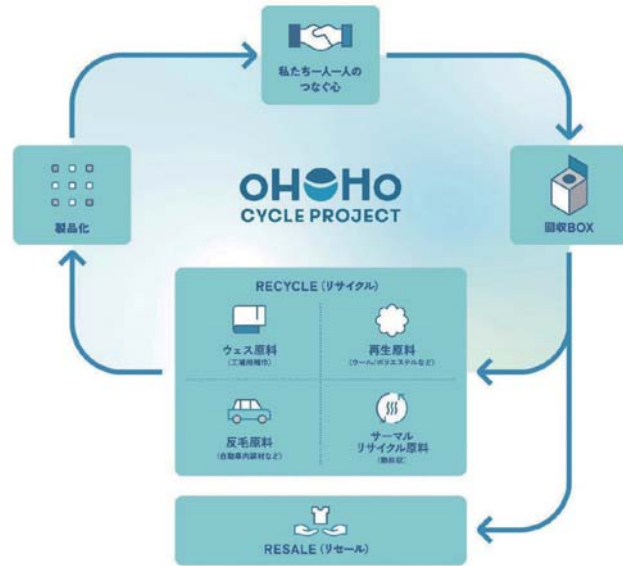 私たち一人一人の
つなぐ心
oHoHo
CYCLE PROJECT
製品化
回収BOX
RECYCLE（リサイクル）
ウェス原料
（工場用雑巾）
再生原料
（ウール/ポリエステルなど）
反毛原料
（自動車内装材など）
サーマル
リサイクル原料
（熱回収）
RESALE（リセール）